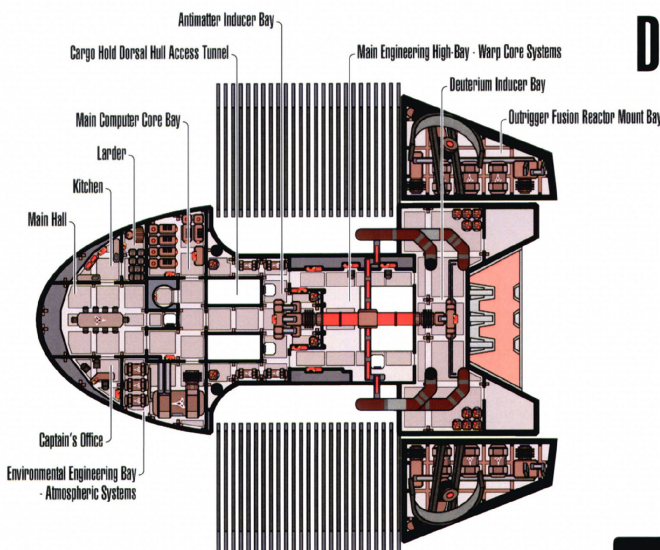 Antimatter Inducer Bay
Cargo Hold Dorsal Hull Access Tunnel
Main Engineering High-Bay - Warp Core Systems
Deuterium Inducer Bay
Main Computer Core Bay
Outrigger Fusion Reactor Mount Bay
Larder
Kitchen
Main Hall
Captain's Office
Environmental Engineering Bay
- Atmospheric Systems
D